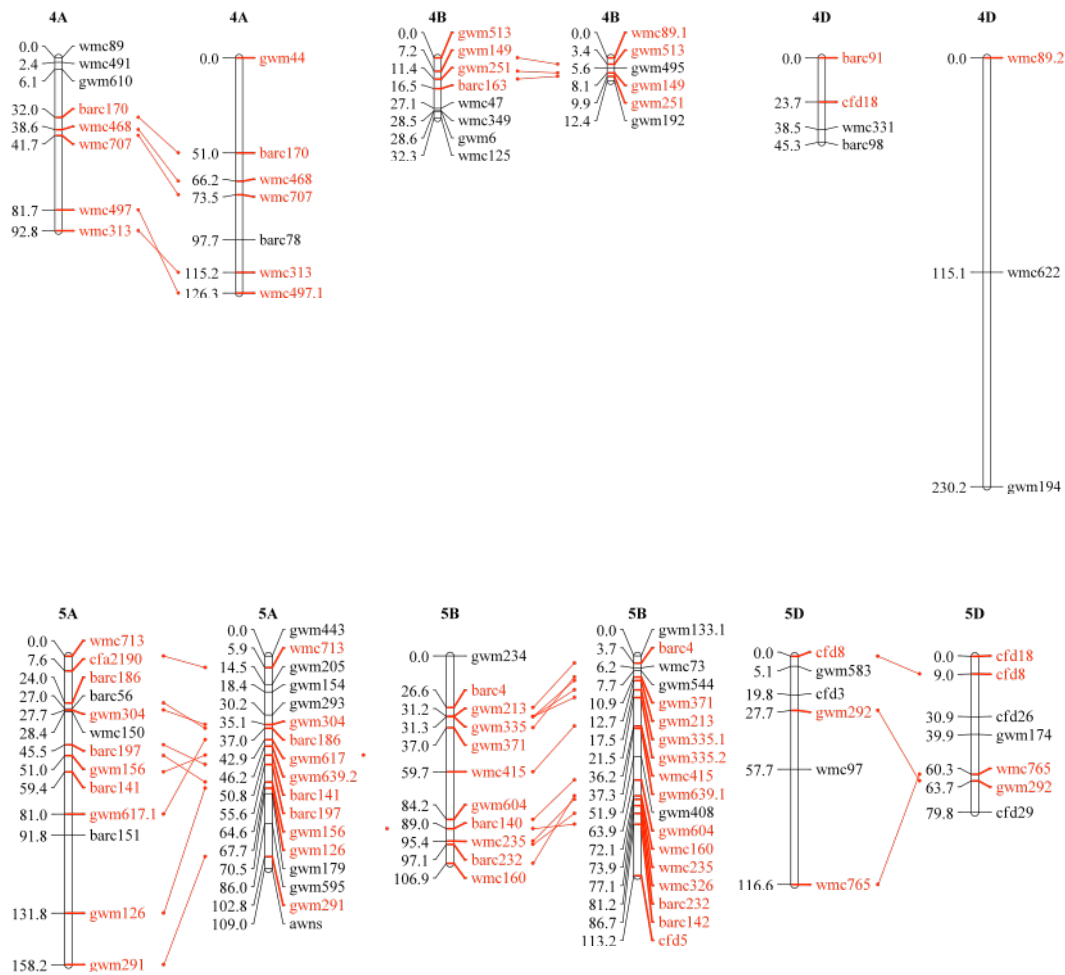 4A
0.0 wmc89
2.4 wmc491
6.1 gwm610
32.0 barc170
38.6 wmc468
41.7 wmc707
81.7 wmc497
92.8 wmc313
4A
0.0 gwm44
51.0 barc170
66.2 wmc468
73.5 wmc707
97.7 barc78
115.2 wmc313
126.3 wmc497.1
4B
0.0 gwm513
7.2 gwm149
11.4 gwm251
16.5 barc163
27.1 wmc47
28.5 wmc349
28.6 gwm6
32.3 wmc125
4B
0.0 wmc89.1
3.4 gwm513
5.6 gwm495
8.1 gwm149
9.9 gwm251
12.4 gwm192
4D
0.0 barc91
23.7 cfd18
38.5 wmc331
45.3 barc98
4D
0.0 wmc89.2
115.1 wmc622
230.2 gwm194
5A
0.0 wmc713
7.6 cfa2190
24.0 barc186
27.0 barc56
27.7 gwm304
28.4 wmc150
45.5 barc197
51.0 gwm156
59.4 barc141
81.0 gwm617.1
91.8 barc151
131.8 gwm126
158.2 gwm291
5A
0.0 gwm443
5.9 wmc713
14.5 gwm205
18.4 gwm154
30.2 gwm293
35.1 gwm304
37.0 barc186
42.9 gwm617
46.2 gwm639.2
50.8 barc141
55.6 barc197
64.6 gwm156
67.7 gwm126
70.5 gwm179
86.0 gwm595
102.8 gwm291
109.0 awns
5B
0.0 gwm234
26.6 barc4
31.2 gwm213
31.3 gwm335
37.0 gwm371
59.7 wmc415
84.2 gwm604
89.0 barc140
95.4 wmc235
97.1 barc232
106.9 wmc160
5B
0.0 gwm133.1
3.7 barc4
6.2 wmc73
7.7 gwm544
10.9 gwm371
12.7 gwm213
17.5 gwm335.1
21.5 gwm335.2
36.2 wmc415
37.3 gwm639.1
51.9 gwm408
63.9 gwm604
72.1 wmc160
73.9 wmc235
77.1 wmc326
81.2 barc232
86.7 barc142
113.2 cfd5
5D
0.0 cfd8
5.1 gwm583
19.8 cfd3
27.7 gwm292
57.7 wmc97
116.6 wmc765
5D
0.0 cfd18
9.0 cfd8
30.9 cfd26
39.9 gwm174
60.3 wmc765
63.7 gwm292
79.8 cfd29